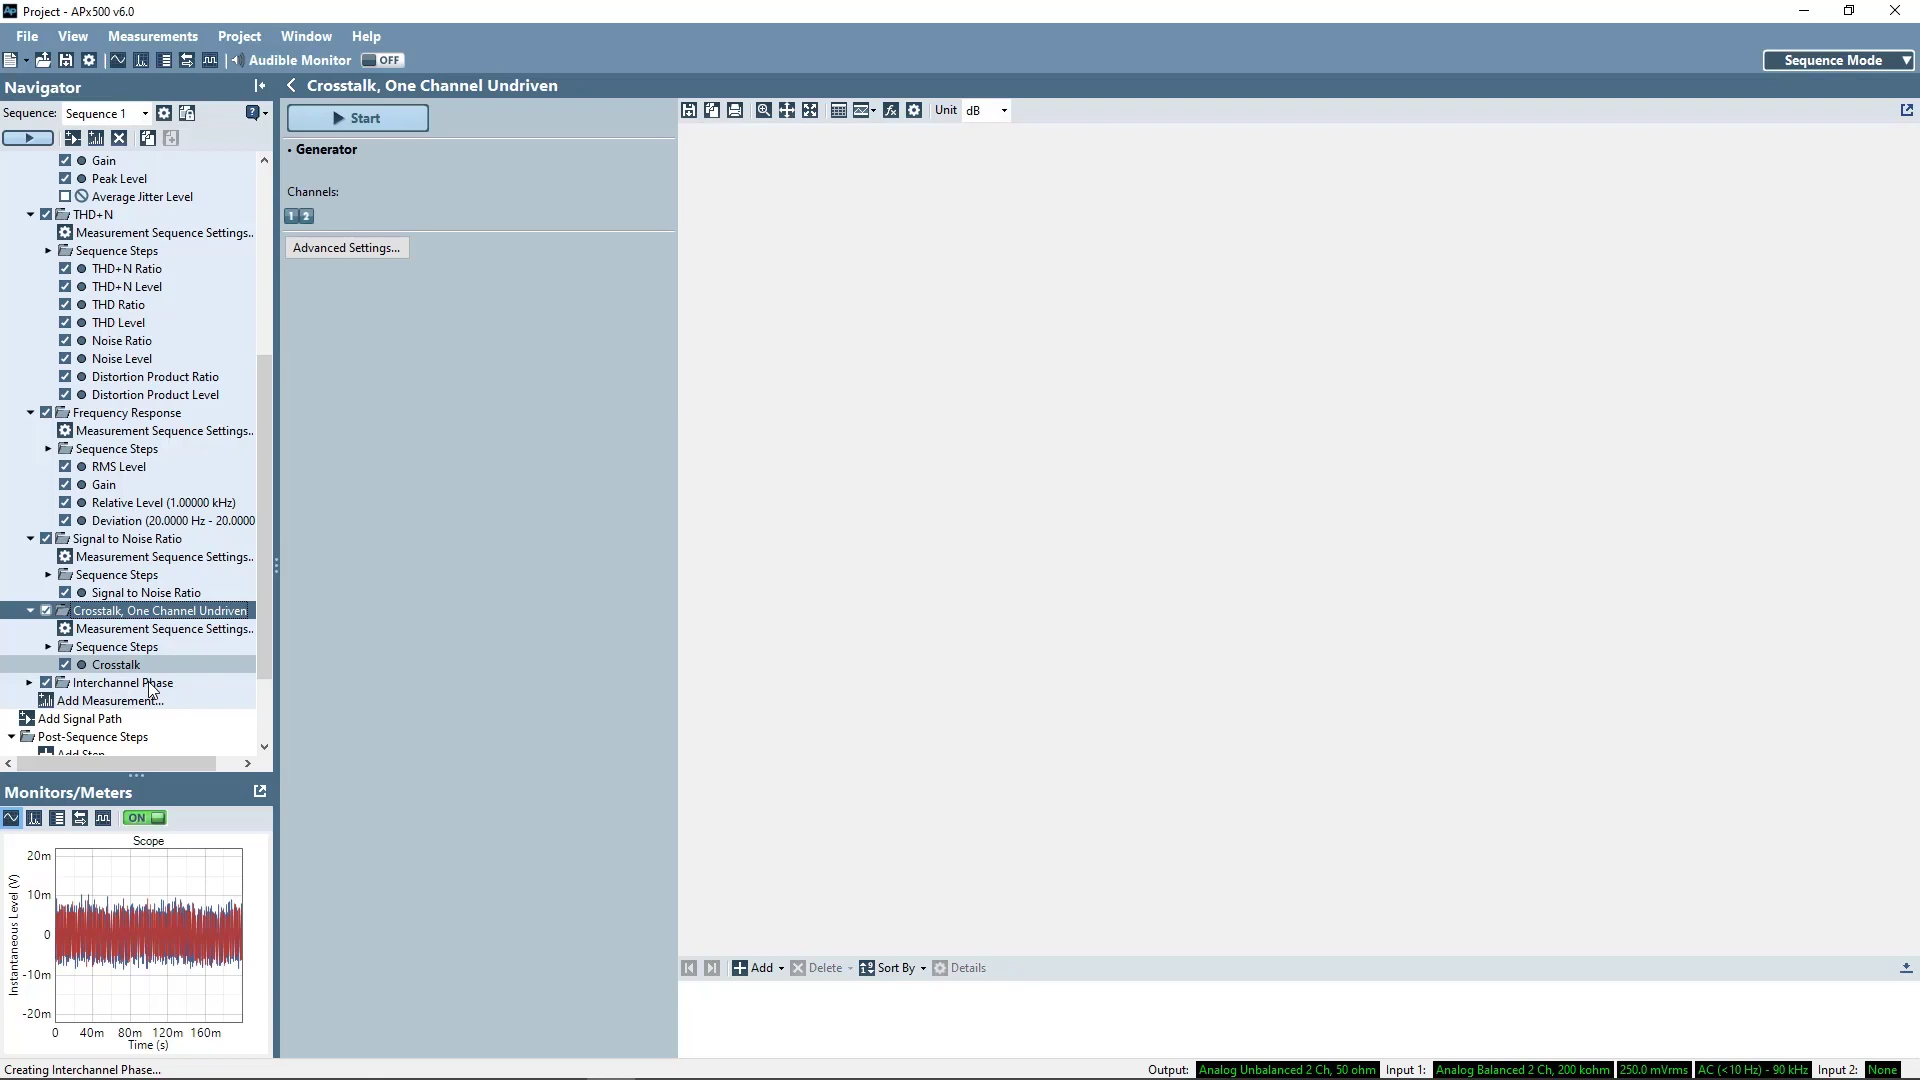 Project - APx500 v6.0
File View Measurements Project Window Help
Audible Monitor OFF
Sequence Mode
Navigator
Crosstalk, One Channel Undriven
Sequence: Sequence 1
Start
Unit dB
Generator
Channels:
1 2
Advanced Settings...
Gain
Peak Level
Average Jitter Level
THD+N
Measurement Sequence Settings..
Sequence Steps
THD+N Ratio
THD+N Level
THD Ratio
THD Level
Noise Ratio
Noise Level
Distortion Product Ratio
Distortion Product Level
Frequency Response
Measurement Sequence Settings..
Sequence Steps
RMS Level
Gain
Relative Level (1.00000 kHz)
Deviation (20.0000 Hz - 20.0000
Signal to Noise Ratio
Measurement Sequence Settings..
Sequence Steps
Signal to Noise Ratio
Crosstalk, One Channel Undriven
Measurement Sequence Settings..
Sequence Steps
Crosstalk
Interchannel Phase
Add Measurement...
Add Signal Path
Post-Sequence Steps
Add Step
Monitors/Meters
ON
Scope
Instantaneous Level (V)
20m
10m
0
-10m
-20m
0 40m 80m 120m 160m
Time (s)
Add Delete Sort By Details
Creating Interchannel Phase...
Output: Analog Unbalanced 2 Ch, 50 ohm Input 1: Analog Balanced 2 Ch, 200 kohm 250.0 mVrms AC (<10 Hz) - 90 kHz Input 2: None